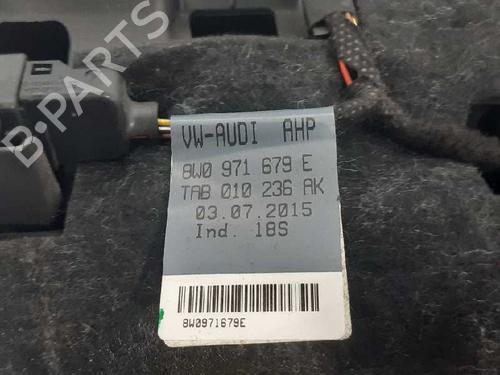 B-PARTS
VW-AUDI AHP
8W0 971 679 E
TAB 010 236 AK
03.07.2015
Ind. 18S
8W0971679E